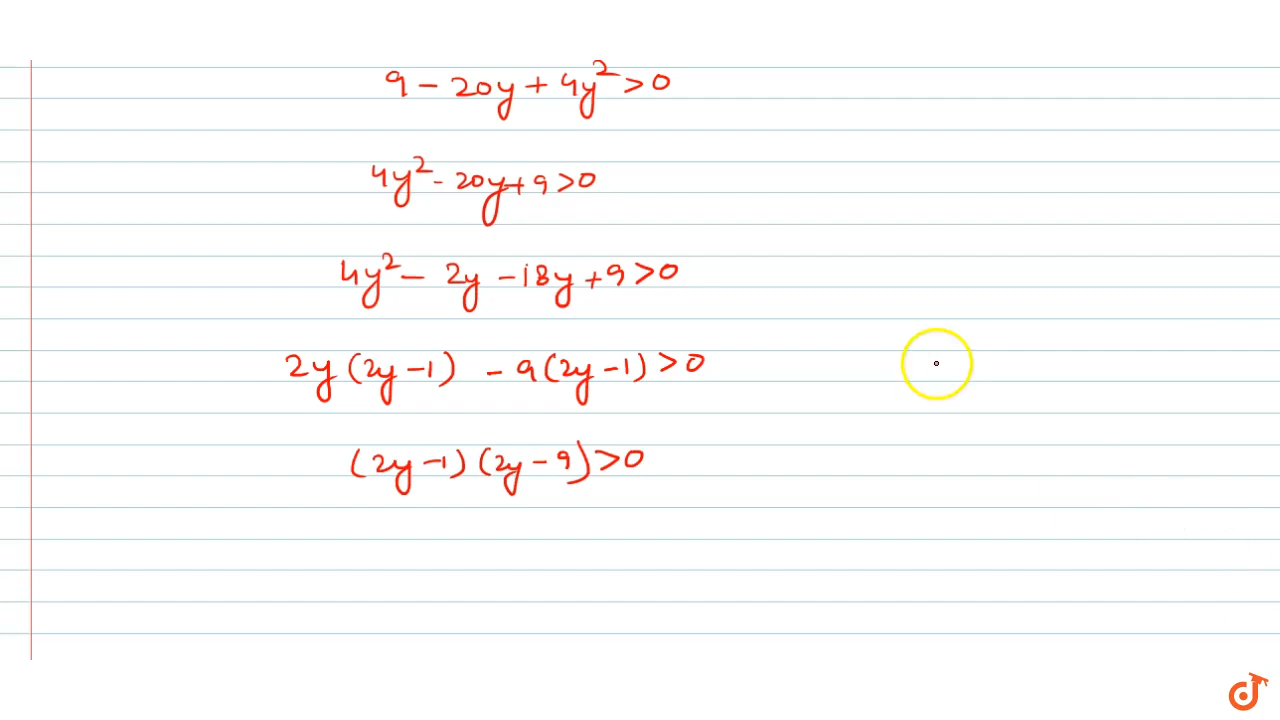 9 - 20y + 4y² > 0
4y² - 20y + 9 > 0
4y² - 2y - 18y + 9 > 0
2y (2y - 1) - 9 (2y - 1) > 0
(2y - 1) (2y - 9) > 0